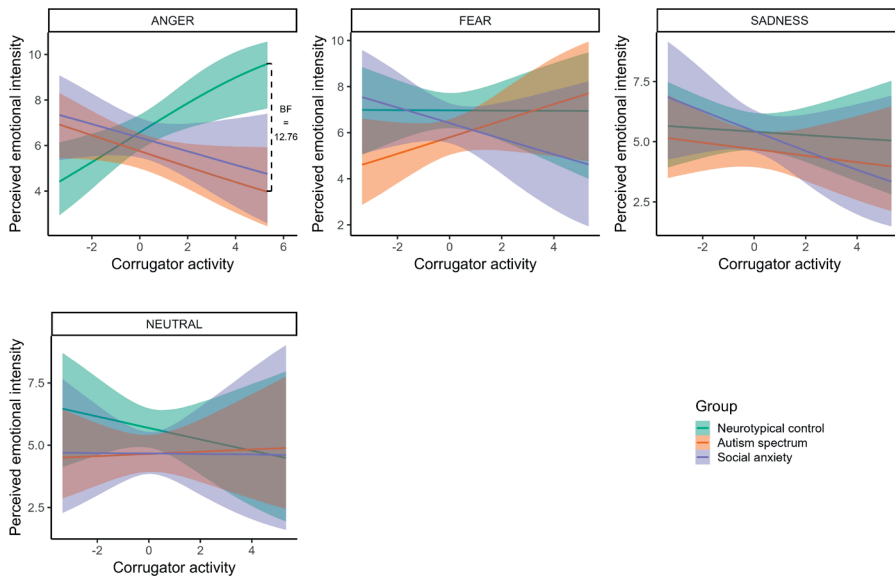 ANGER
Perceived emotional intensity
10
8
6
4
BF
=
12.76
-2
0
2
4
6
Corrugator activity
FEAR
Perceived emotional intensity
10
8
6
4
2
-2
0
2
4
Corrugator activity
SADNESS
Perceived emotional intensity
7.5
5.0
2.5
-2
0
2
4
Corrugator activity
NEUTRAL
Perceived emotional intensity
7.5
5.0
2.5
-2
0
2
4
Corrugator activity
Group
Neurotypical control
Autism spectrum
Social anxiety